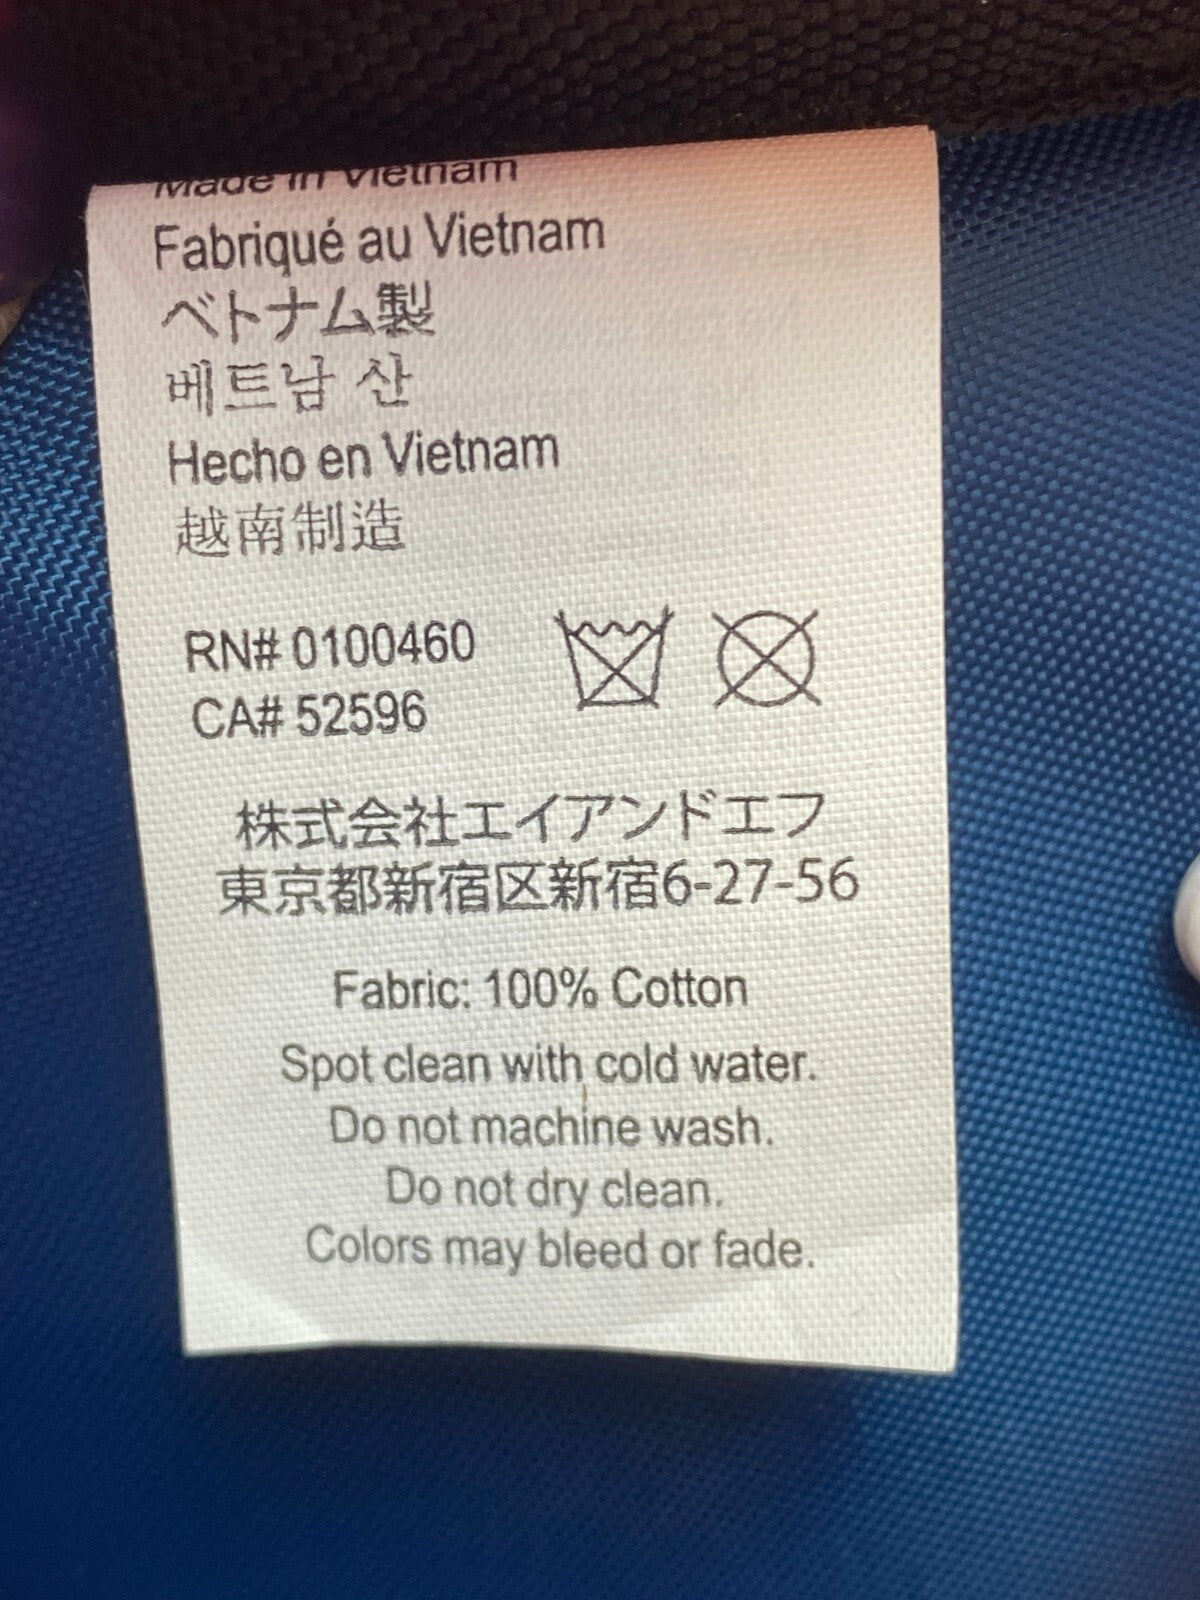 Made in Vietnam
Fabriqué au Vietnam
ベトナム製
베트남 산
Hecho en Vietnam
越南制造
RN# 0100460
CA# 52596
株式会社エイアンドエフ
東京都新宿区新宿6-27-56
Fabric: 100% Cotton
Spot clean with cold water.
Do not machine wash.
Do not dry clean.
Colors may bleed or fade.